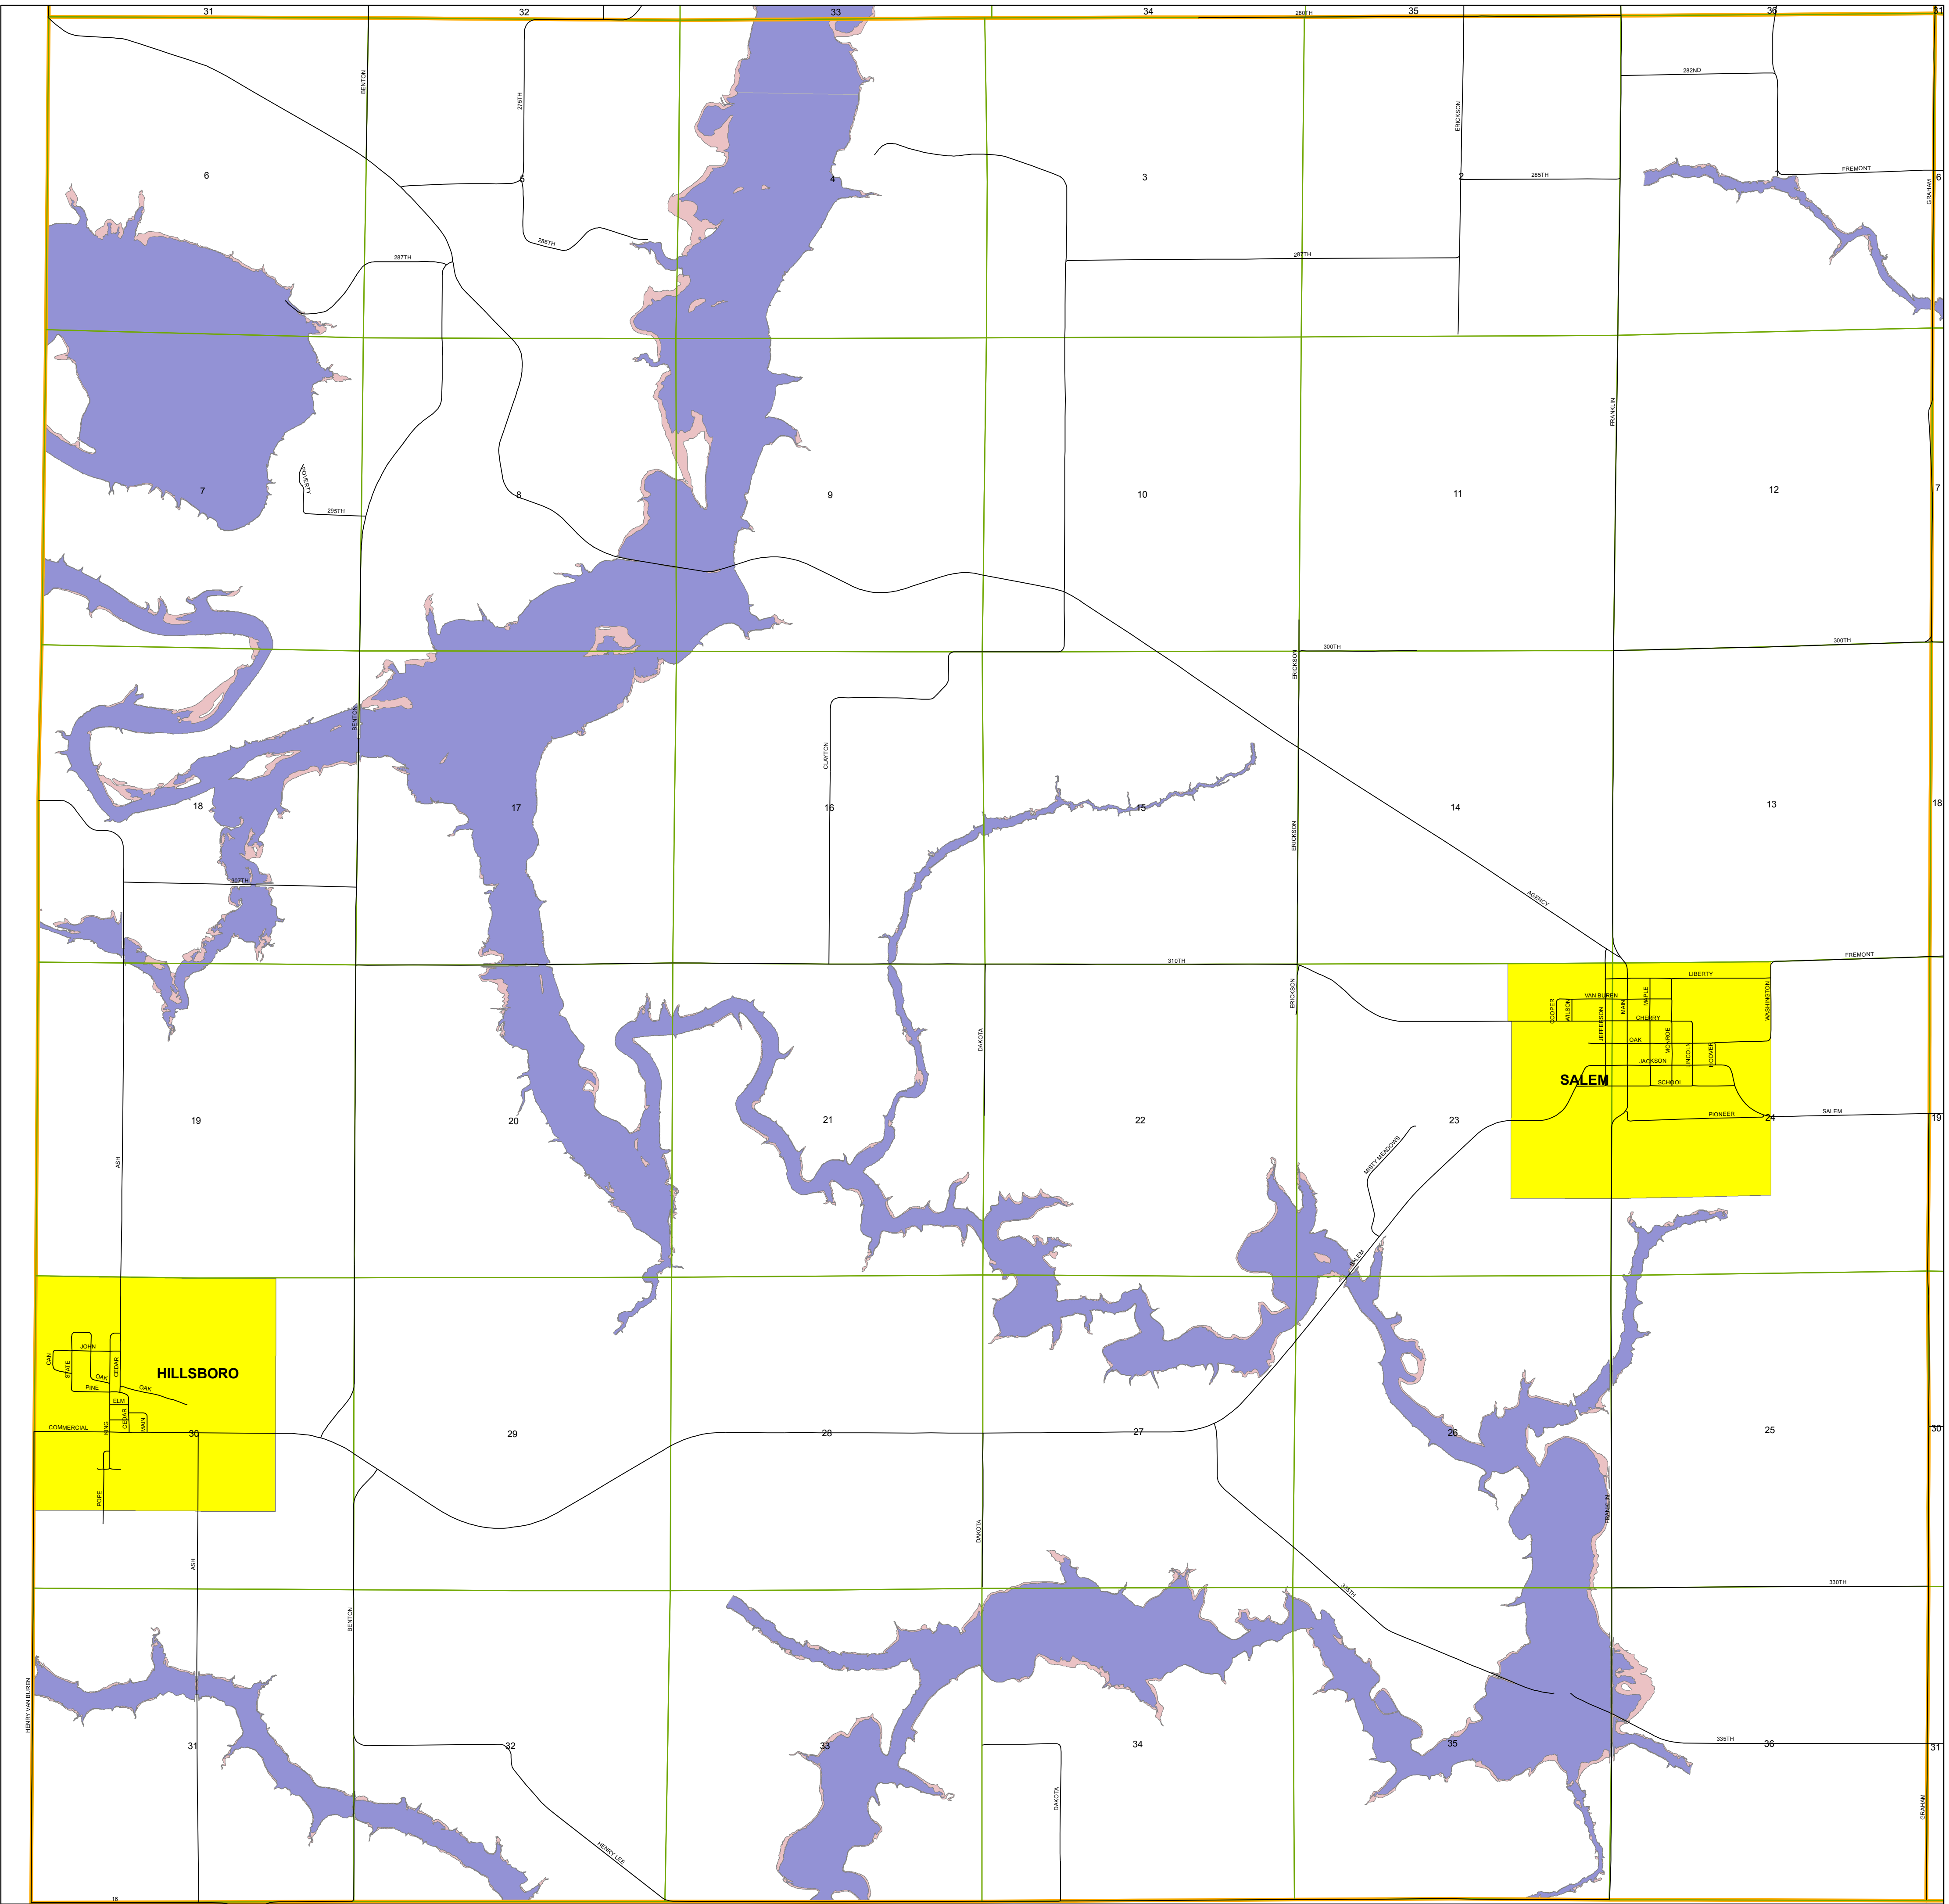 31
32
33
34
280TH
35
36
31
BENTON
275TH
ERICKSON
282ND
6
5
4
3
2
285TH
1
FREMONT
6
GRAHAM
286TH
287TH
287TH
FRANKLIN
POVERTY
7
8
9
10
11
12
7
295TH
300TH
300TH
ERICKSON
BENTON
CLAYTON
18
17
16
15
14
13
18
ERICKSON
307TH
AGENCY
310TH
FREMONT
LIBERTY
ERICKSON
VAN BUREN
COOPER
WILSON
JEFFERSON
MAIN
MAPLE
WASHINGTON
CHERRY
DAKOTA
OAK
MONROE
LINCOLN
HOOVER
JACKSON
SALEM
SCHOOL
PIONEER
SALEM
19
20
21
22
23
24
19
ASH
MISTY MEADOWS
SALEM
JOHN
CAN
STATE
CEDAR
HILLSBORO
OAK
PINE
OAK
ELM
COMMERCIAL
KING
CEDAR
MAIN
30
29
28
27
26
25
30
POPE
DAKOTA
FRANKLIN
ASH
335TH
330TH
BENTON
HENRY VAN BUREN
31
32
33
34
35
335TH
36
31
DAKOTA
GRAHAM
HENRY LEE
16